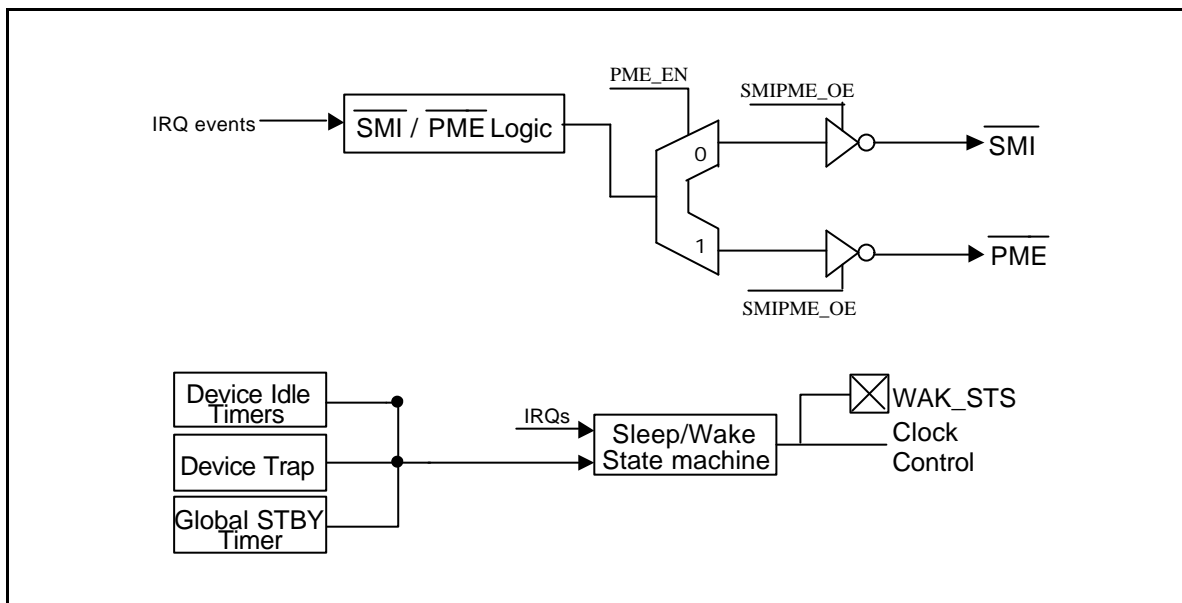 PME_EN
SMIPME_OE
IRQ events
SMI / PME Logic
0
SMI
1
PME
SMIPME_OE
Device Idle
Timers
Device Trap
Global STBY
Timer
IRQs
Sleep/Wake
State machine
WAK_STS
Clock
Control